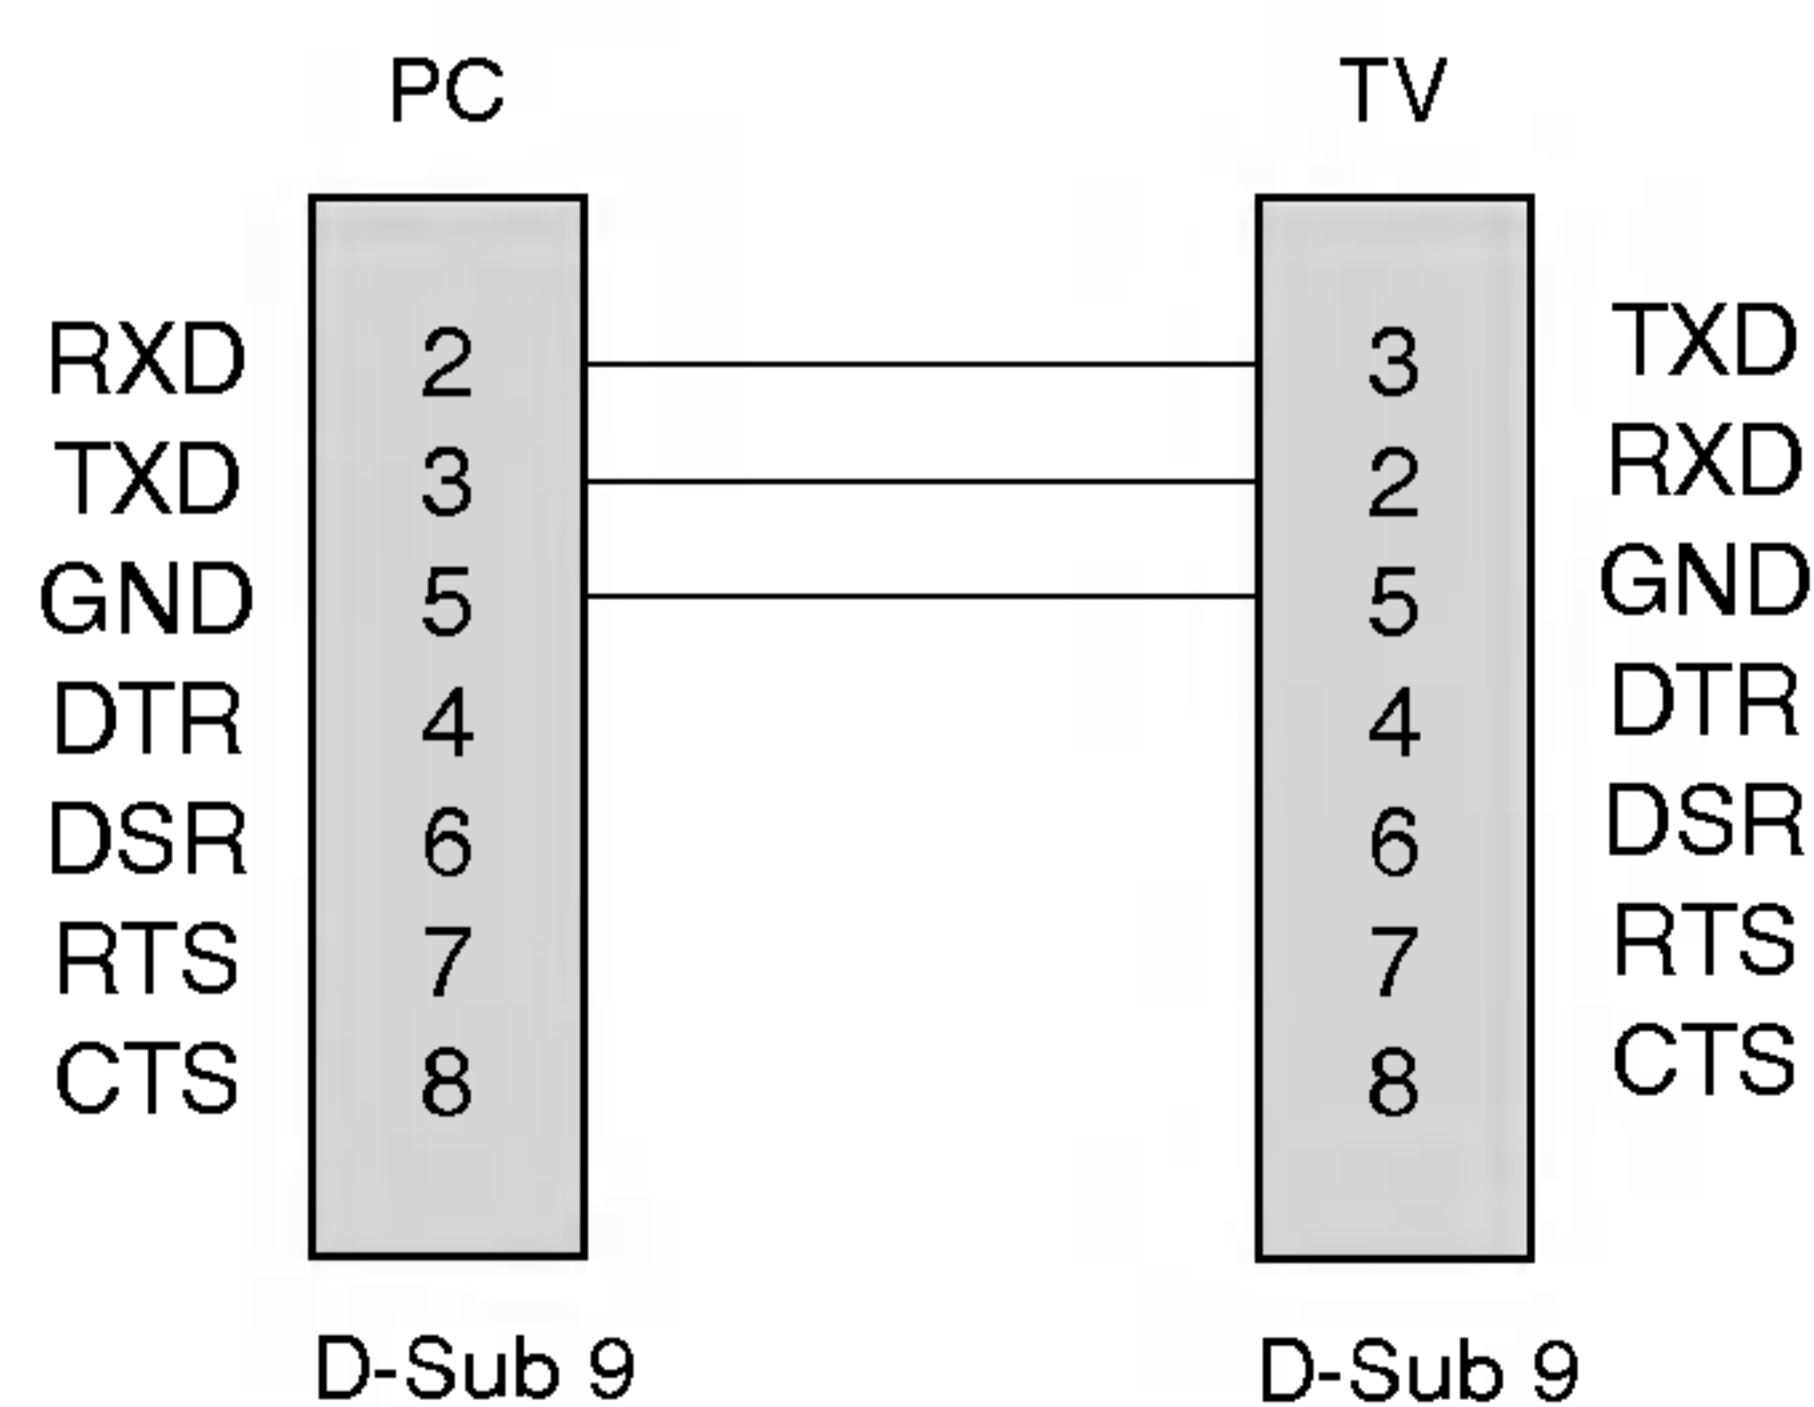 PC TV
RXD 2 3 TXD
TXD 3 2 RXD
GND 5 5 GND
DTR 4 4 DTR
DSR 6 6 DSR
RTS 7 7 RTS
CTS 8 8 CTS
D-Sub 9 D-Sub 9